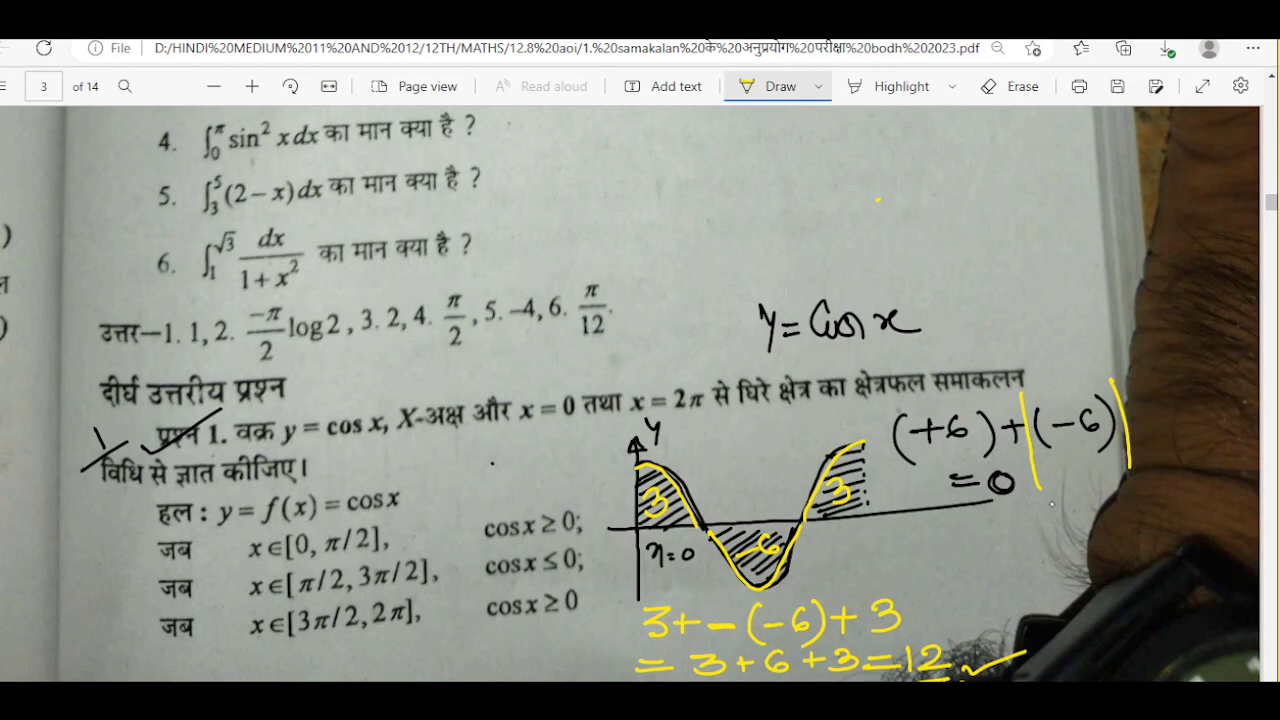 File D:/HINDI%20MEDIUM%2011%20AND%2012/12TH/MATHS/12.8%20aoi/1.%20samakalan%20के%20अनुप्रयोग%20परीक्षा%20bodh%202023.pdf
3 of 14 Page view Read aloud Add text Draw Highlight Erase
4. ∫₀^π sin² x dx का मान क्या है ?
5. ∫₃⁵ (2 – x) dx का मान क्या है ?
6. ∫₁^√3 dx/(1 + x²) का मान क्या है ?
उत्तर—1. 1, 2. –π/2 log 2, 3. 2, 4. π/2, 5. –4, 6. π/12.
y = Cos x
दीर्घ उत्तरीय प्रश्न
प्रश्न 1. वक्र y = cos x, X-अक्ष और x = 0 तथा x = 2π से घिरे क्षेत्र का क्षेत्रफल समाकलन
विधि से ज्ञात कीजिए।
(+6) + (–6)
= 0
Y
3 3
–6
x=0
हल : y = f(x) = cos x
जब x∈[0, π/2], cos x ≥ 0;
जब x∈[π/2, 3π/2], cos x ≤ 0;
जब x∈[3π/2, 2π], cos x ≥ 0
3 + – (–6) + 3
= 3 + 6 + 3 = 12